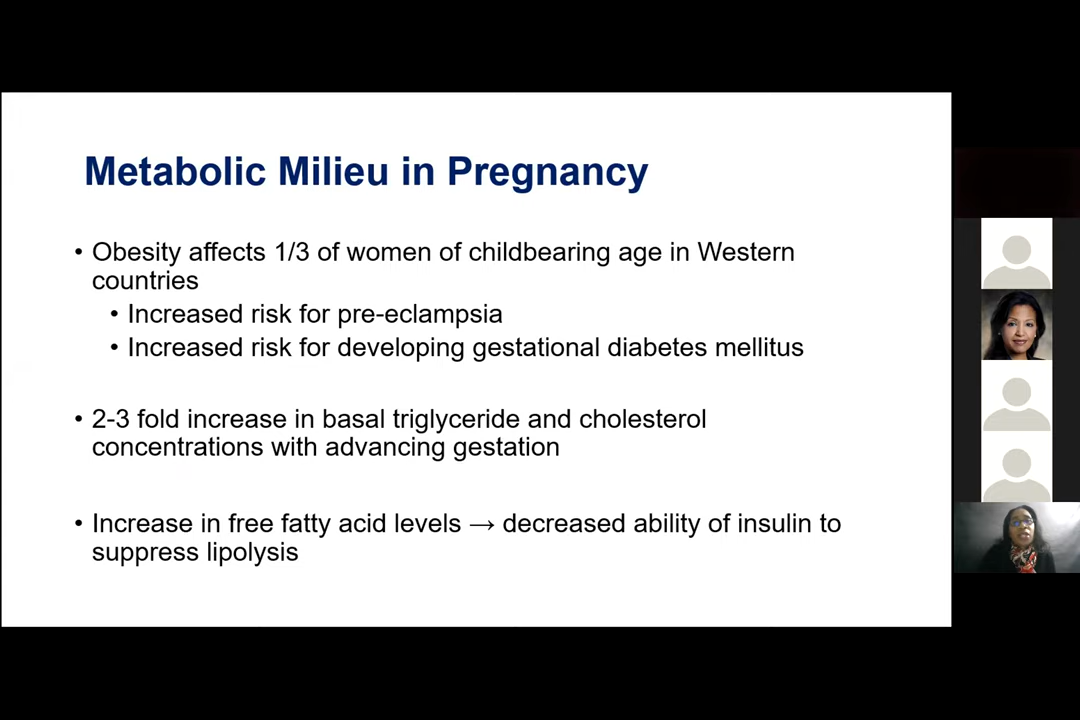 Metabolic Milieu in Pregnancy
• Obesity affects 1/3 of women of childbearing age in Western
countries
• Increased risk for pre-eclampsia
• Increased risk for developing gestational diabetes mellitus
• 2-3 fold increase in basal triglyceride and cholesterol
concentrations with advancing gestation
• Increase in free fatty acid levels → decreased ability of insulin to
suppress lipolysis